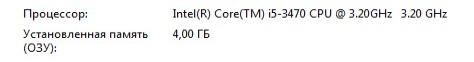 Процессор: Intel(R) Core(TM) i5-3470 CPU @ 3.20GHz 3.20 GHz
Установленная память 4,00 ГБ
(ОЗУ):